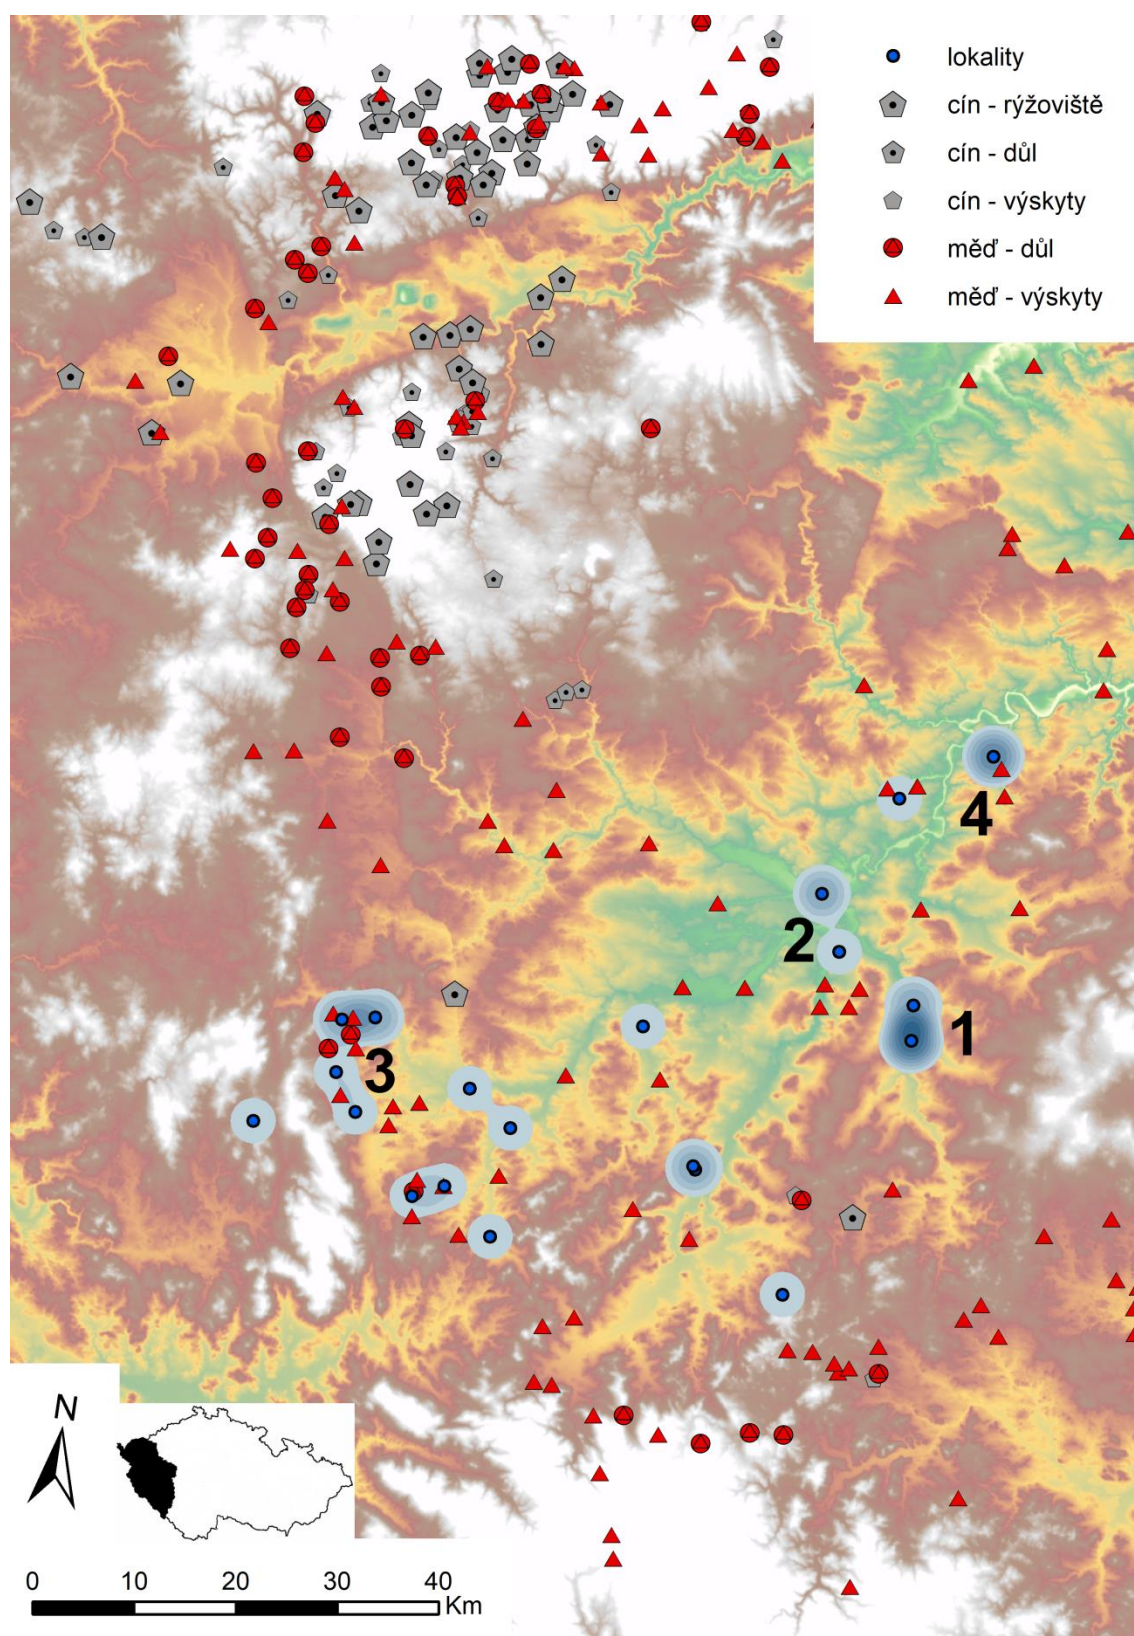 lokality
cín - rýžoviště
cín - důl
cín - výskyty
měď - důl
měď - výskyty
4
2
1
3
N
0 10 20 30 40
Km